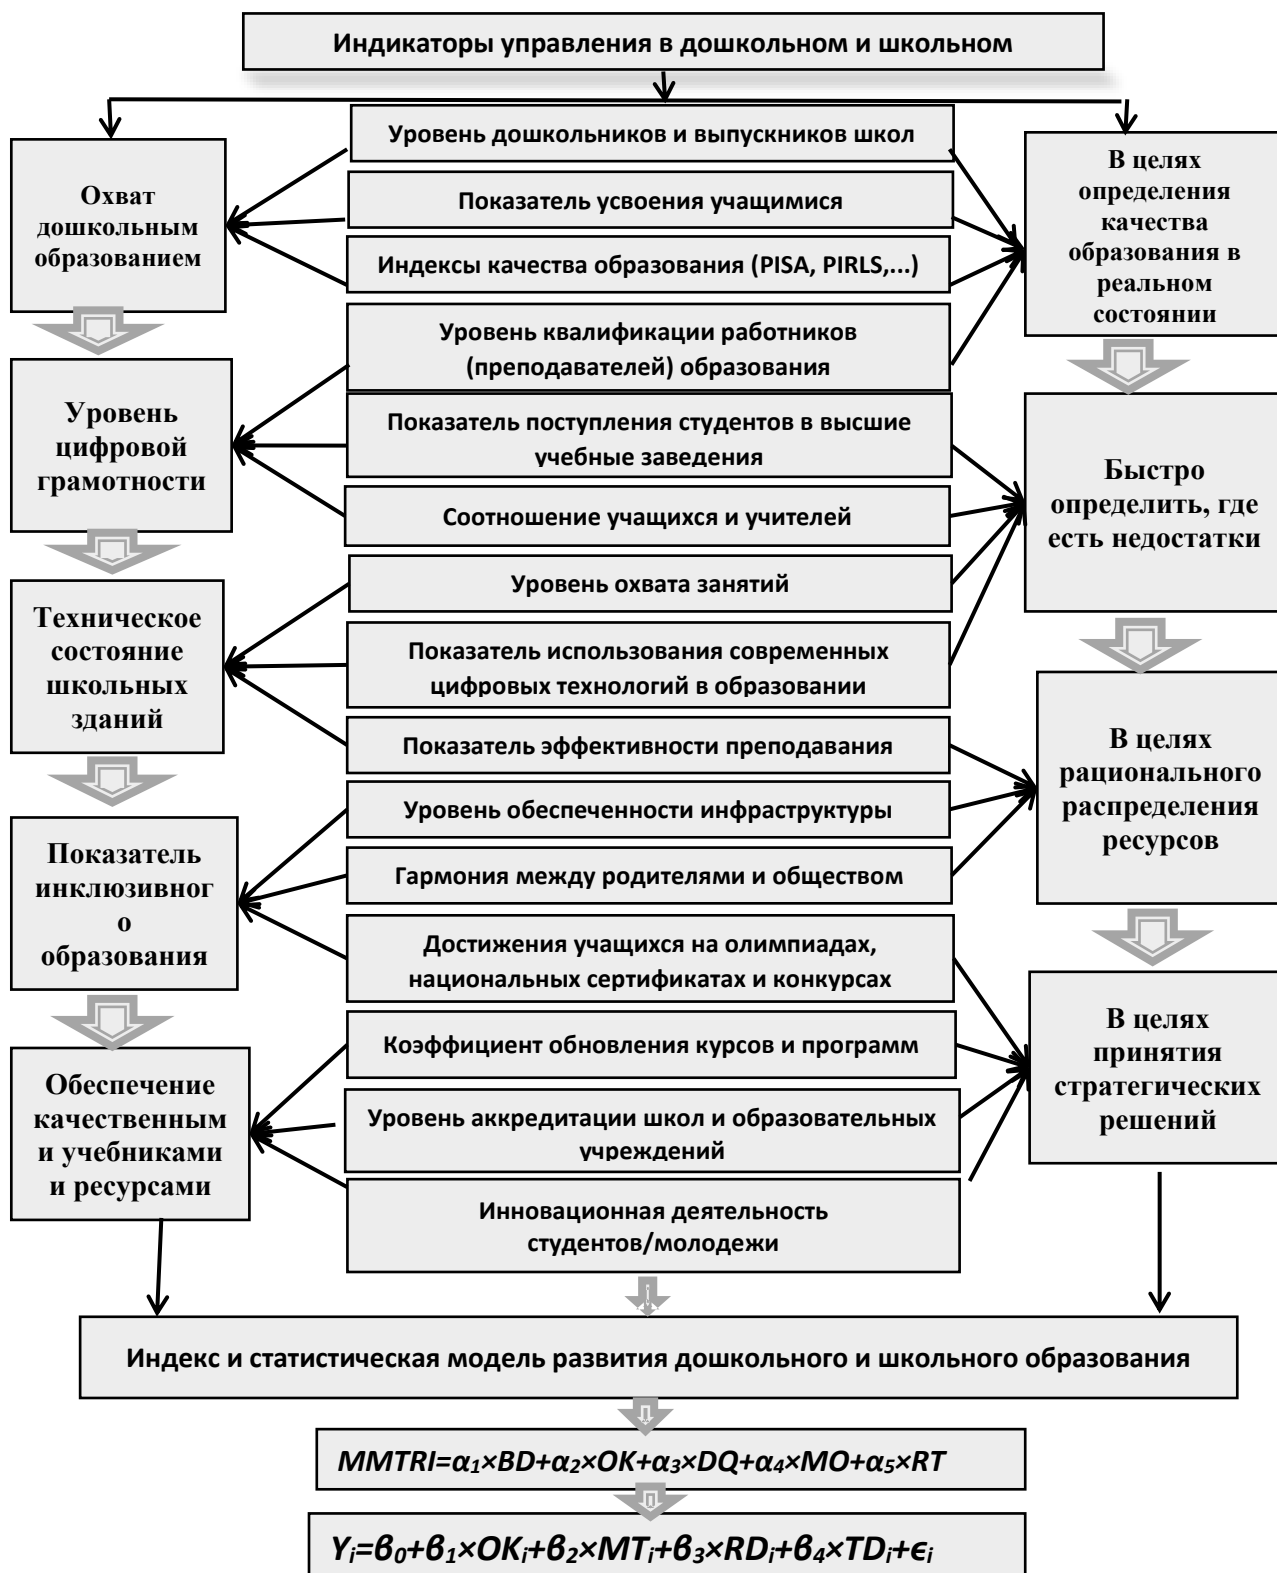 Индикаторы управления в дошкольном и школьном
Охват
дошкольным
образованием
Уровень
цифровой
грамотности
Техническое
состояние
школьных
зданий
Показатель
инклюзивног
о
образования
Обеспечение
качественным
и учебниками
и ресурсами
Уровень дошкольников и выпускников школ
Показатель усвоения учащимися
Индексы качества образования (PISA, PIRLS,...)
Уровень квалификации работников
(преподавателей) образования
Показатель поступления студентов в высшие
учебные заведения
Соотношение учащихся и учителей
Уровень охвата занятий
Показатель использования современных
цифровых технологий в образовании
Показатель эффективности преподавания
Уровень обеспеченности инфраструктуры
Гармония между родителями и обществом
Достижения учащихся на олимпиадах,
национальных сертификатах и конкурсах
Коэффициент обновления курсов и программ
Уровень аккредитации школ и образовательных
учреждений
Инновационная деятельность
студентов/молодежи
В целях
определения
качества
образования в
реальном
состоянии
Быстро
определить, где
есть недостатки
В целях
рационального
распределения
ресурсов
В целях
принятия
стратегических
решений
Индекс и статистическая модель развития дошкольного и школьного образования
MMTRI=α₁×BD+α₂×OK+α₃×DQ+α₄×MO+α₅×RT
Yᵢ=β₀+β₁×OKᵢ+β₂×MTᵢ+β₃×RDᵢ+β₄×TDᵢ+ϵᵢ